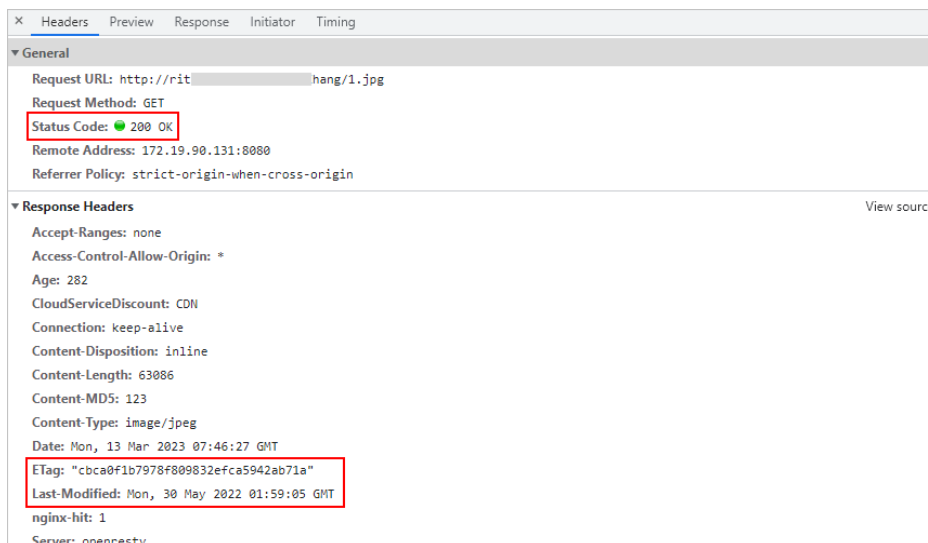 × Headers Preview Response Initiator Timing
▼ General
Request URL: http://rit hang/1.jpg
Request Method: GET
Status Code: 200 OK
Remote Address: 172.19.90.131:8080
Referrer Policy: strict-origin-when-cross-origin
▼ Response Headers View sourc
Accept-Ranges: none
Access-Control-Allow-Origin: *
Age: 282
CloudServiceDiscount: CDN
Connection: keep-alive
Content-Disposition: inline
Content-Length: 63086
Content-MD5: 123
Content-Type: image/jpeg
Date: Mon, 13 Mar 2023 07:46:27 GMT
ETag: "cbca0f1b7978f809832efca5942ab71a"
Last-Modified: Mon, 30 May 2022 01:59:05 GMT
nginx-hit: 1
Server: openresty